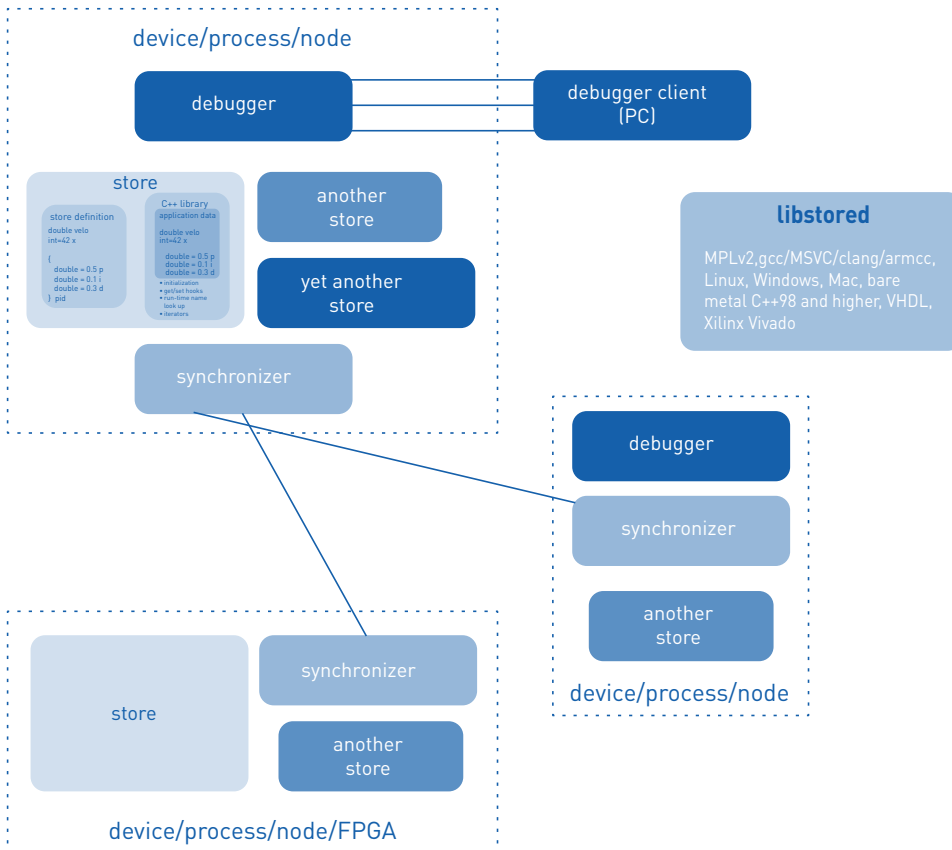 device/process/node
debugger
debugger client
(PC)
store
store definition
double velo
int=42 x
{
double = 0.5 p
double = 0.1 i
double = 0.3 d
} pid
C++ library
application data
double velo
int=42 x
double = 0.5 p
double = 0.1 i
double = 0.3 d
• initialization
• get/set hooks
• run-time name
look up
• iterators
another
store
yet another
store
synchronizer
libstored
MPLv2,gcc/MSVC/clang/armcc,
Linux, Windows, Mac, bare
metal C++98 and higher, VHDL,
Xilinx Vivado
debugger
synchronizer
another
store
device/process/node
store
synchronizer
another
store
device/process/node/FPGA